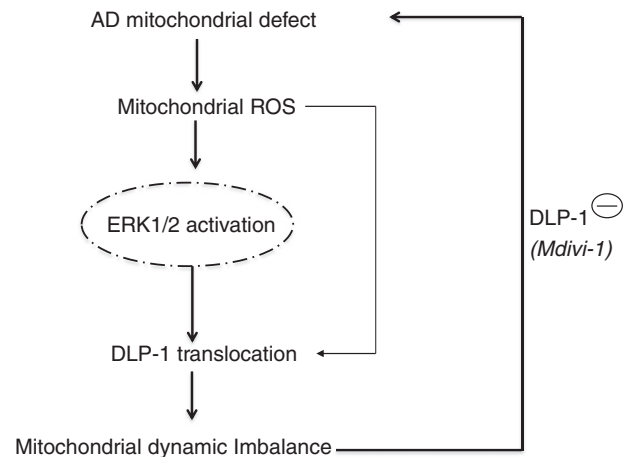 AD mitochondrial defect
Mitochondrial ROS
ERK1/2 activation
DLP-1 ⊖
(Mdivi-1)
DLP-1 translocation
Mitochondrial dynamic Imbalance